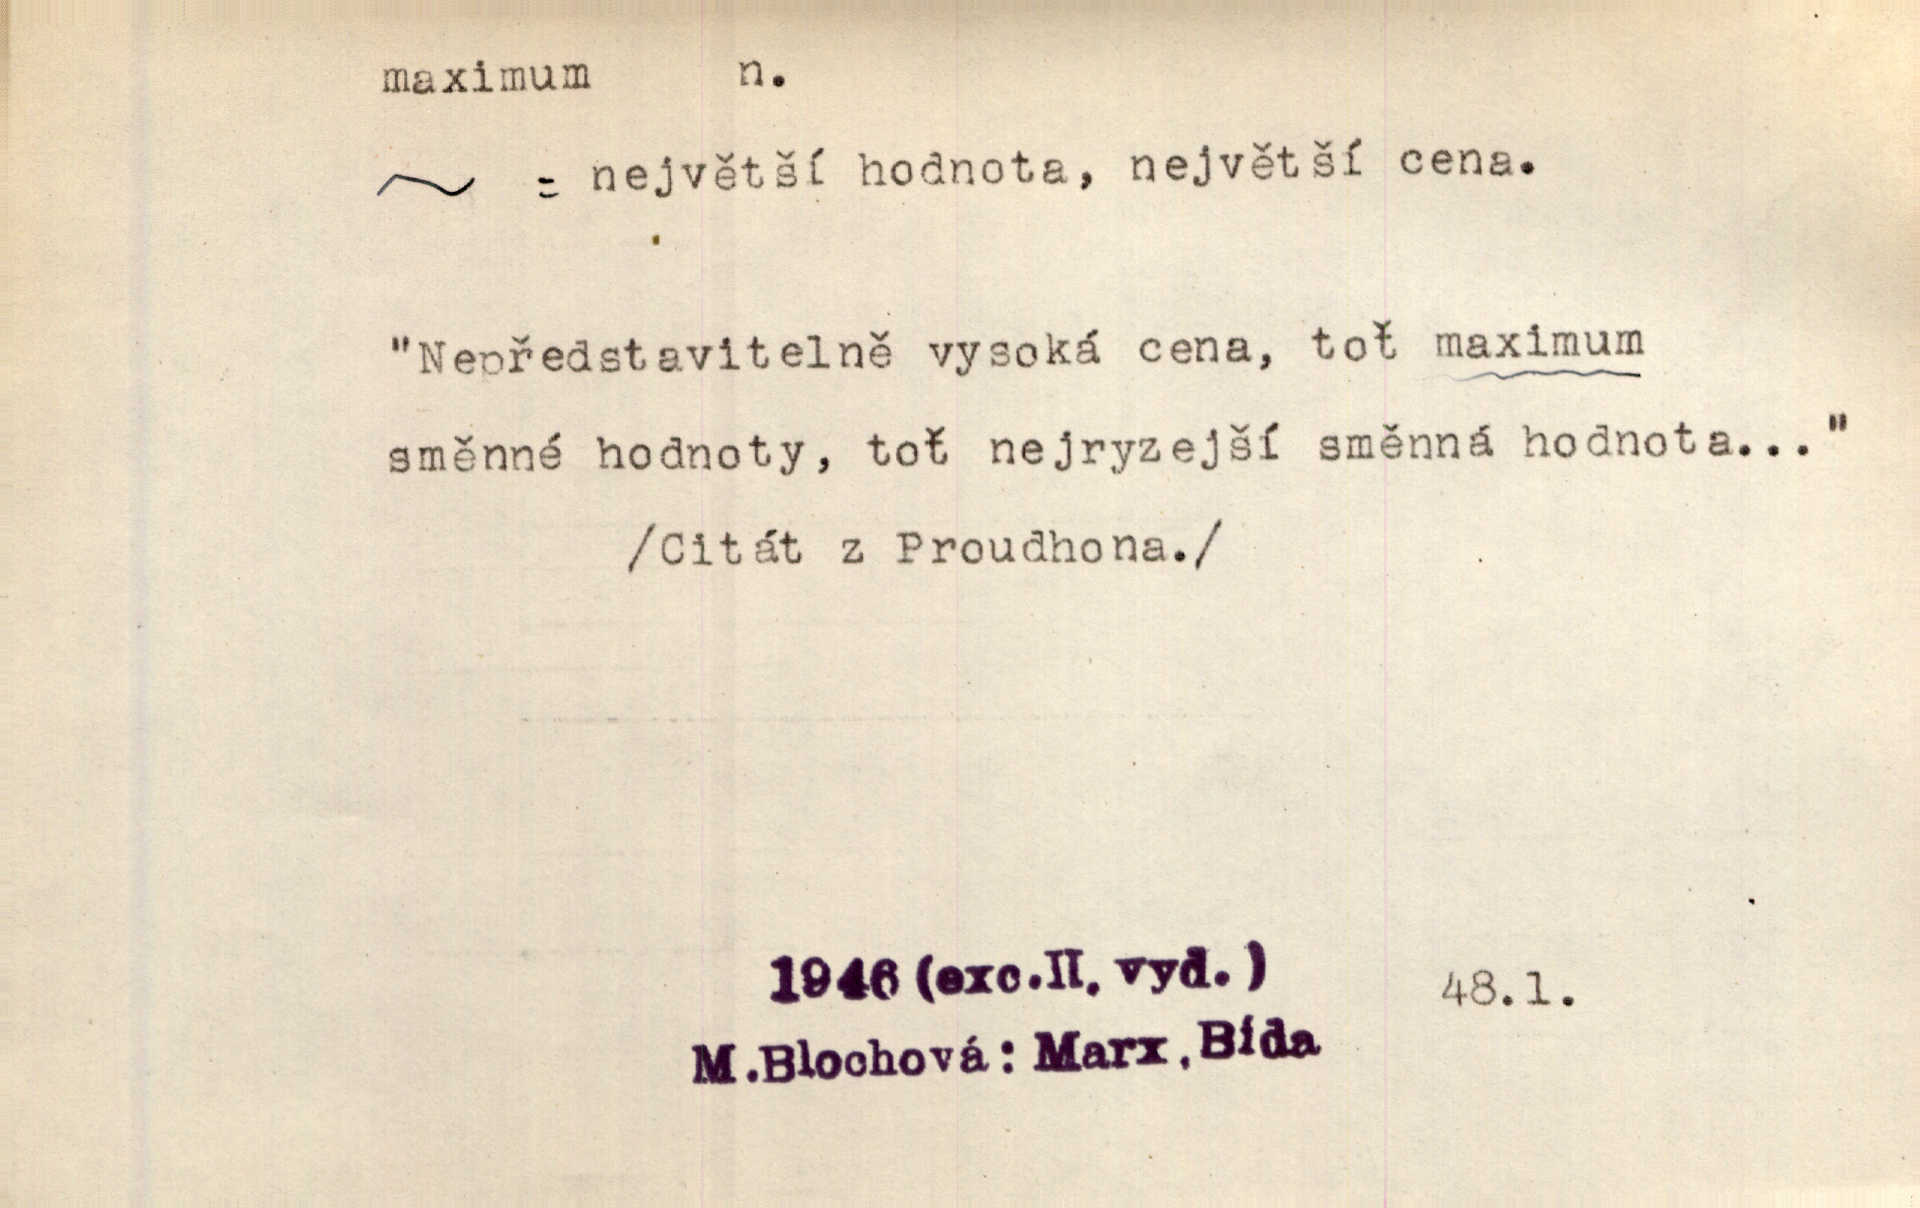 maximum n.
~ = největší hodnota, největší cena.
"Nepředstavitelně vysoká cena, toť maximum
směnné hodnoty, toť nejryzejší směnná hodnota..."
/Citát z Proudhona./
1946 (exc.II. vyd.)
48.1.
M.Blochová: Marx, Bída